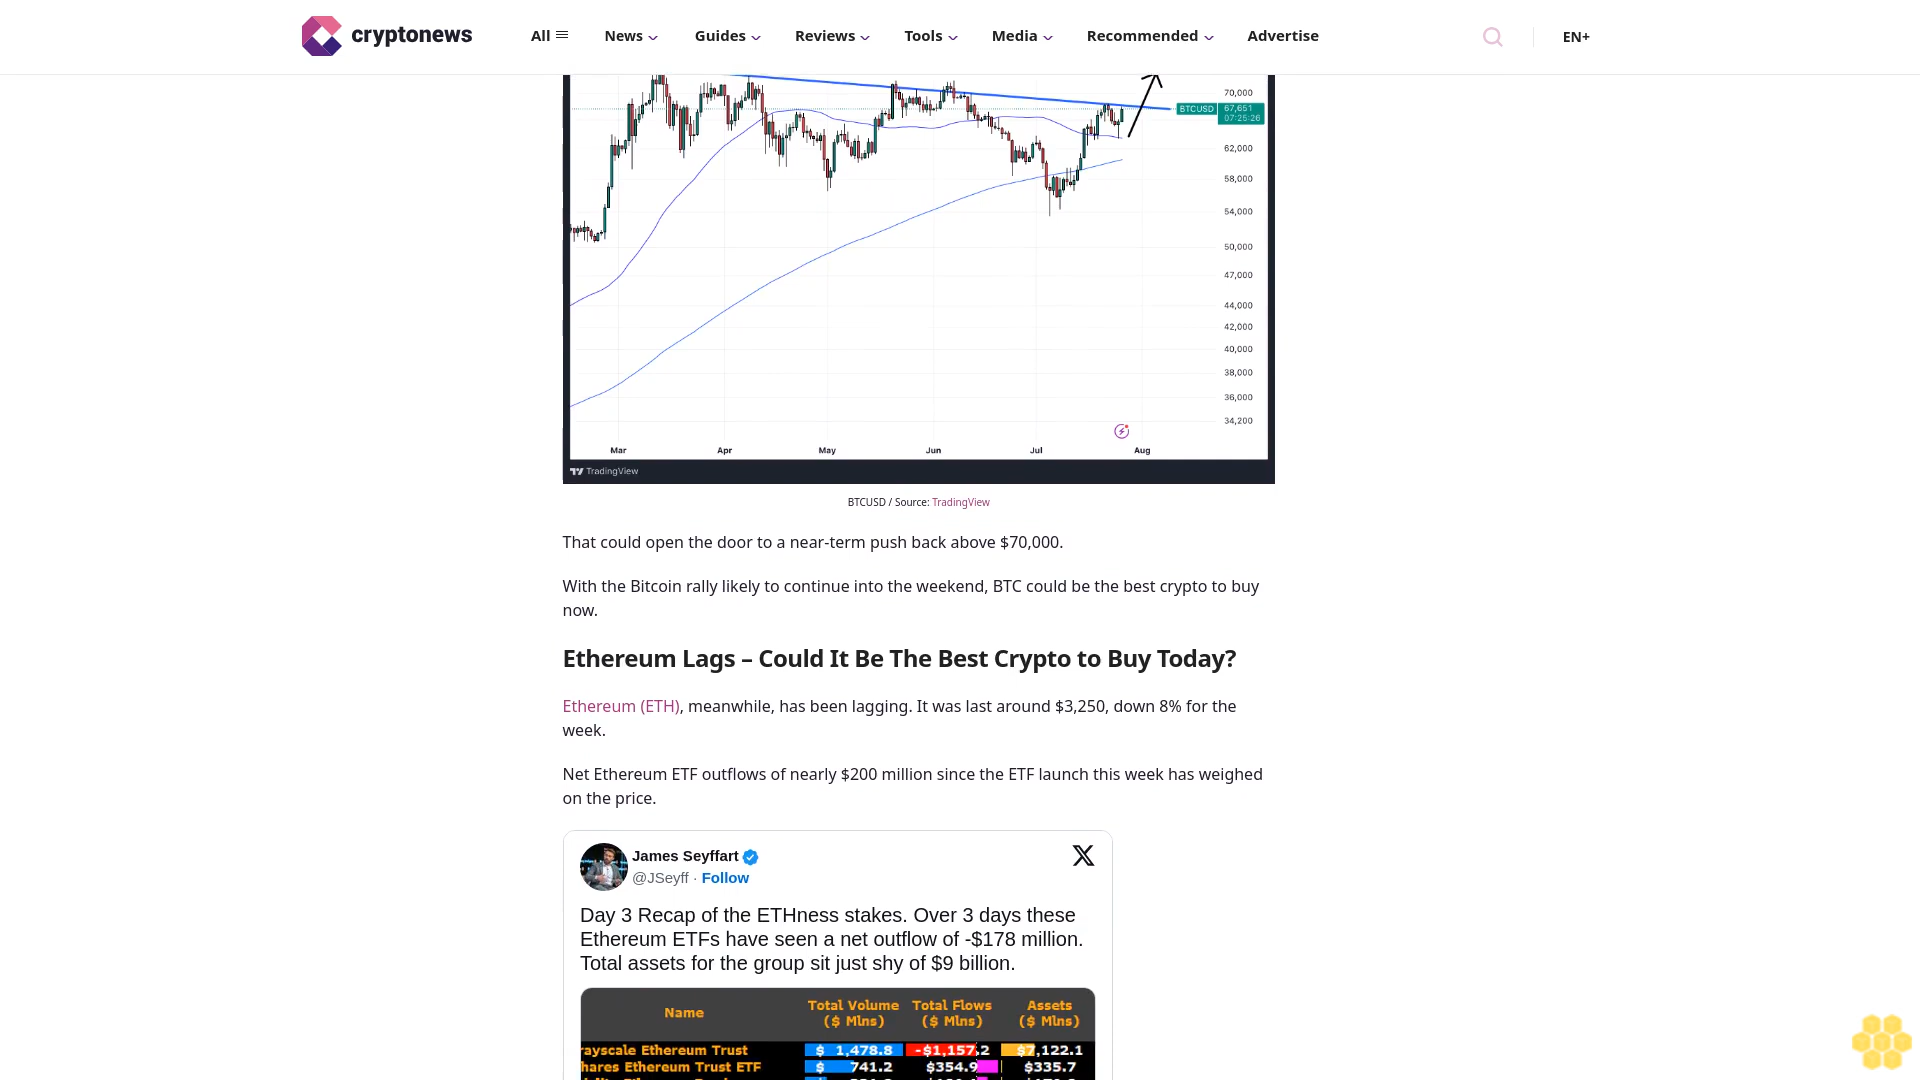 cryptonews
All
News
Guides
Reviews
Tools
Media
Recommended
Advertise
EN+
70,000
BTCUSD 67,651
07:25:26
62,000
58,000
54,000
50,000
47,000
44,000
42,000
40,000
38,000
36,000
34,200
Mar Apr May Jun Jul Aug
TradingView
BTCUSD / Source: TradingView
That could open the door to a near-term push back above $70,000.
With the Bitcoin rally likely to continue into the weekend, BTC could be the best crypto to buy
now.
Ethereum Lags – Could It Be The Best Crypto to Buy Today?
Ethereum (ETH), meanwhile, has been lagging. It was last around $3,250, down 8% for the
week.
Net Ethereum ETF outflows of nearly $200 million since the ETF launch this week has weighed
on the price.
James Seyffart
@JSeyff · Follow
Day 3 Recap of the ETHness stakes. Over 3 days these
Ethereum ETFs have seen a net outflow of -$178 million.
Total assets for the group sit just shy of $9 billion.
Name
Total Volume
($ Mlns)
Total Flows
($ Mlns)
Assets
($ Mlns)
rayscale Ethereum Trust $ 1,478.8 -$1,157.2 $7,122.1
hares Ethereum Trust ETF $ 741.2 $354.9 $335.7